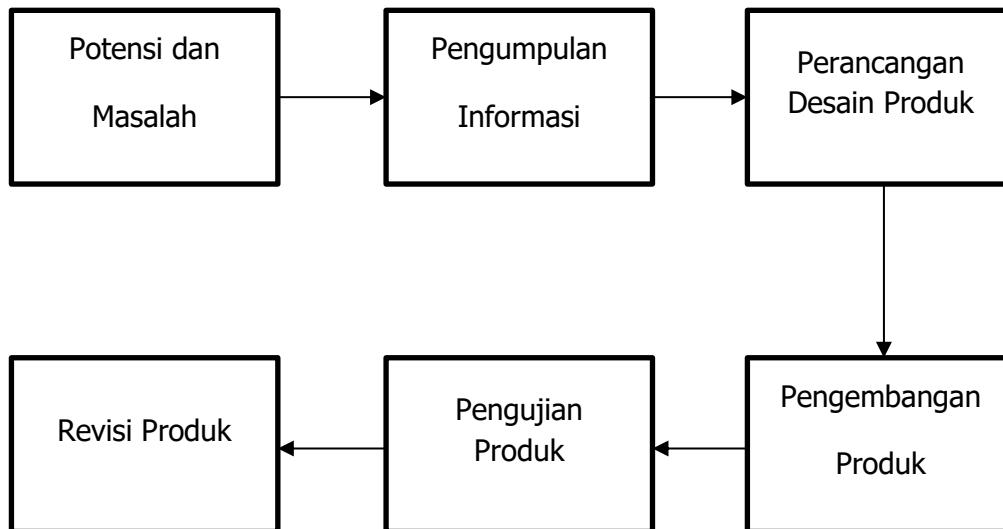 Potensi dan
Masalah
Pengumpulan
Informasi
Perancangan
Desain Produk
Pengembangan
Produk
Pengujian
Produk
Revisi Produk